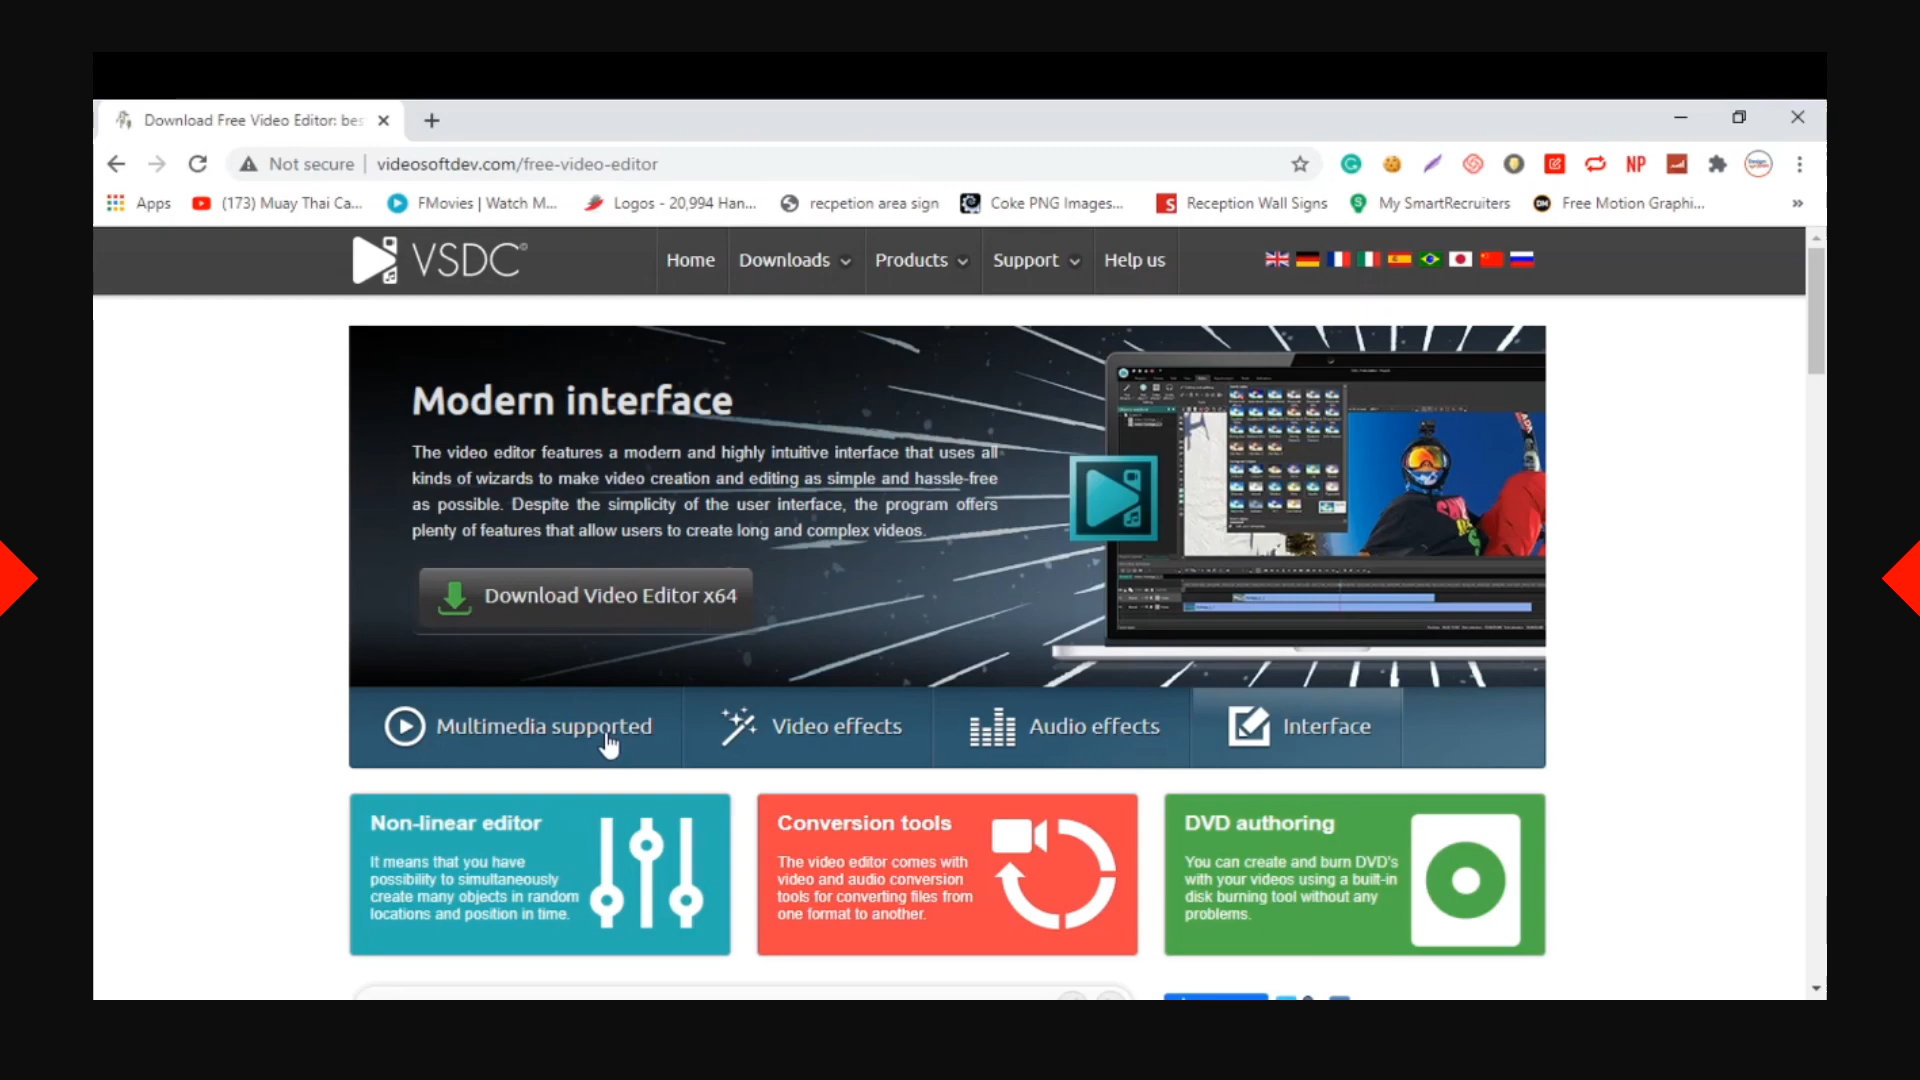 Download Free Video Editor: bes
Not secure | videosoftdev.com/free-video-editor
NP
Apps (173) Muay Thai Ca... FMovies | Watch M... Logos - 20,994 Han... recpetion area sign Coke PNG Images... S Reception Wall Signs S My SmartRecruiters DM Free Motion Graphi... »
VSDC®
Home Downloads Products Support Help us
Modern interface
The video editor features a modern and highly intuitive interface that uses all
kinds of wizards to make video creation and editing as simple and hassle-free
as possible. Despite the simplicity of the user interface, the program offers
plenty of features that allow users to create long and complex videos.
Download Video Editor x64
Multimedia supported Video effects Audio effects Interface
Non-linear editor
It means that you have
possibility to simultaneously
create many objects in random
locations and position in time.
Conversion tools
The video editor comes with
video and audio conversion
tools for converting files from
one format to another.
DVD authoring
You can create and burn DVD's
with your videos using a built-in
disk burning tool without any
problems.